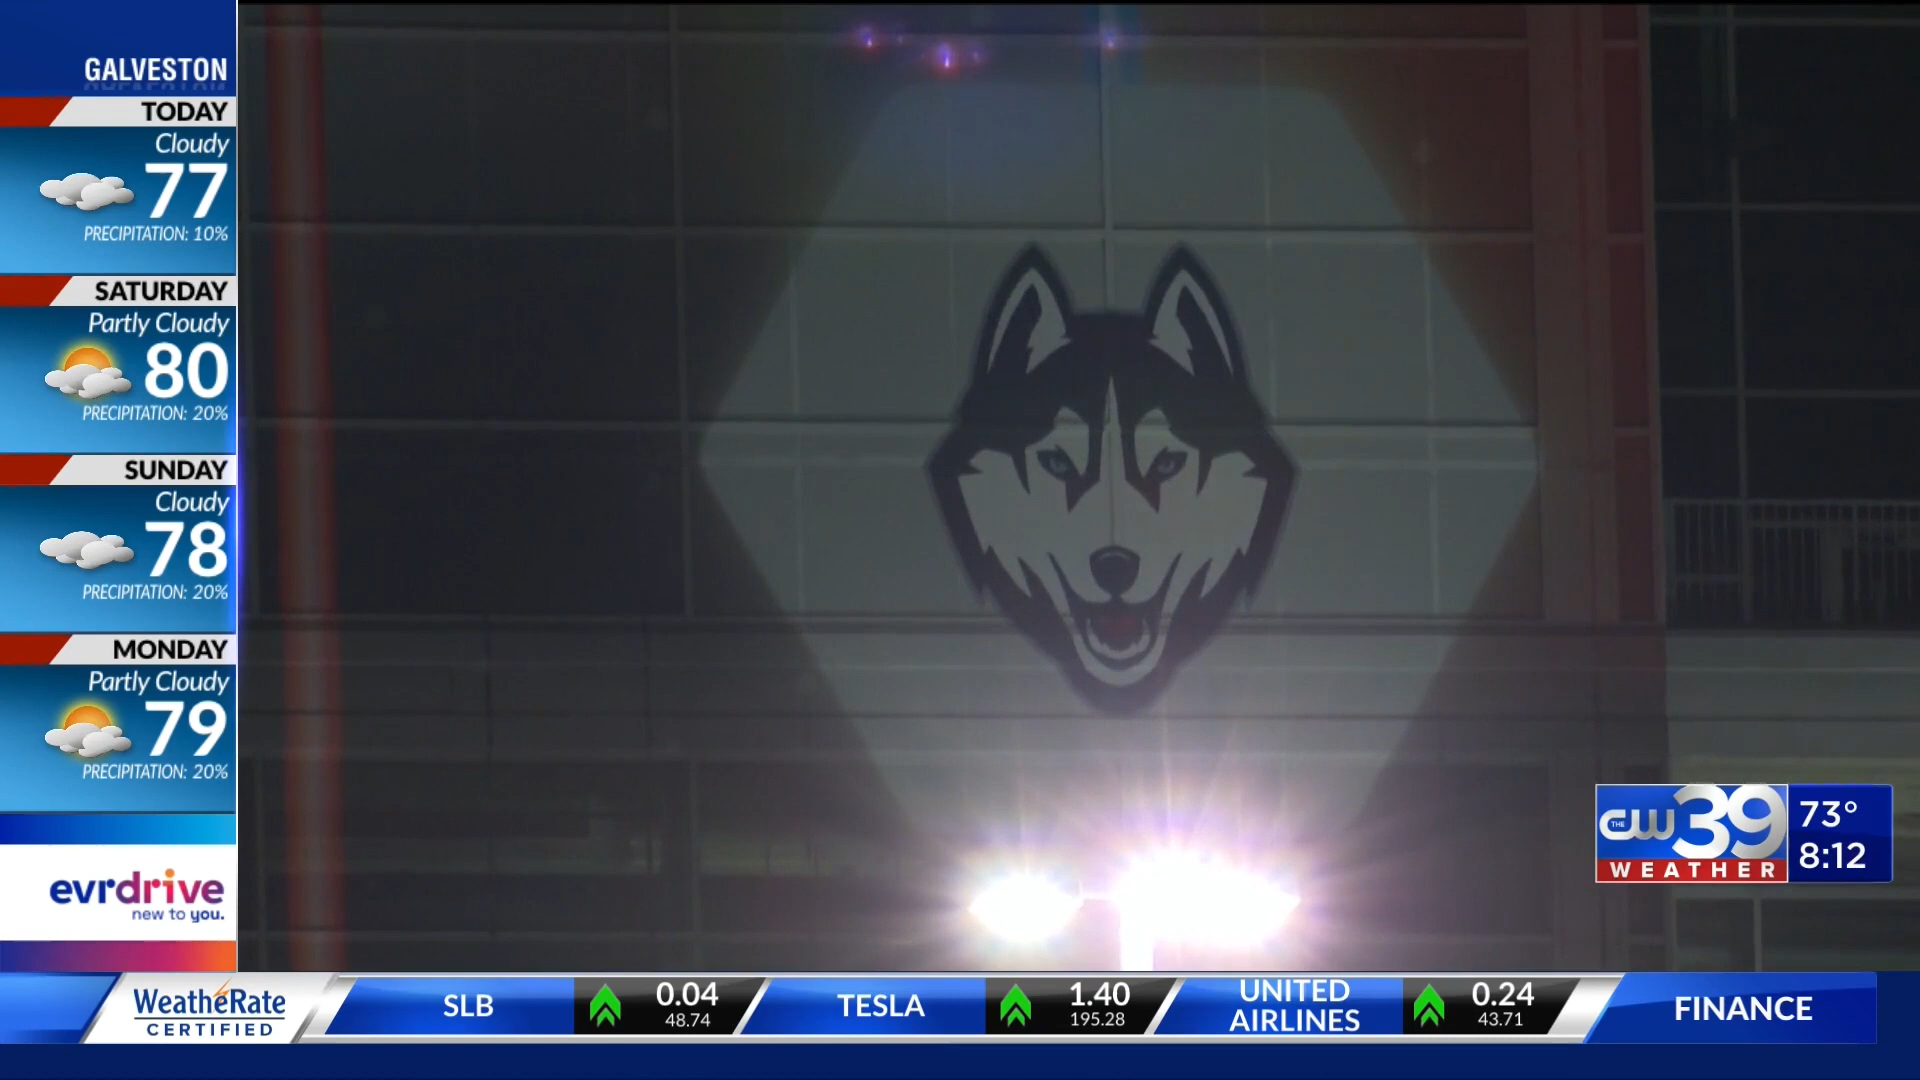 GALVESTON
TODAY
Cloudy
77
PRECIPITATION: 10%
SATURDAY
Partly Cloudy
80
PRECIPITATION: 20%
SUNDAY
Cloudy
78
PRECIPITATION: 20%
MONDAY
Partly Cloudy
79
PRECIPITATION: 20%
evrdrive
new to you.
THE CW 39
WEATHER
73°
8:12
WeatheRate
CERTIFIED
SLB
0.04
48.74
TESLA
1.40
195.28
UNITED
AIRLINES
0.24
43.71
FINANCE